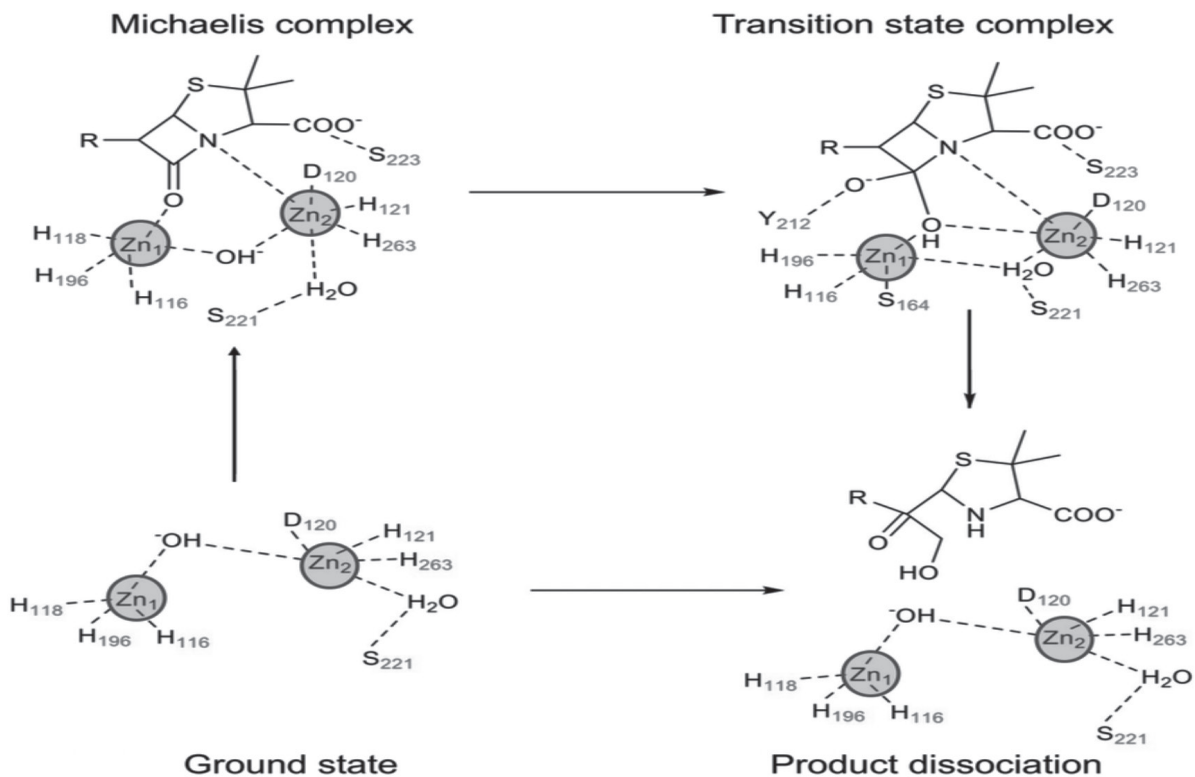 Michaelis complex
Transition state complex
S
R
N
COO-
S223
O
D120
Zn2
H121
H263
H118
Zn1
OH-
H196
H116
H2O
S221
S
R
N
COO-
S223
O-
Y212
O
H
D120
Zn2
H121
H196
Zn1
H2O
H263
H116
S164
S221
S
R
N
H
COO-
O
HO
-OH
D120
H121
Zn2
H263
H118
Zn1
H2O
H196
H116
S221
-OH
D120
H121
Zn2
H263
H118
Zn1
H2O
H196
H116
S221
Ground state
Product dissociation